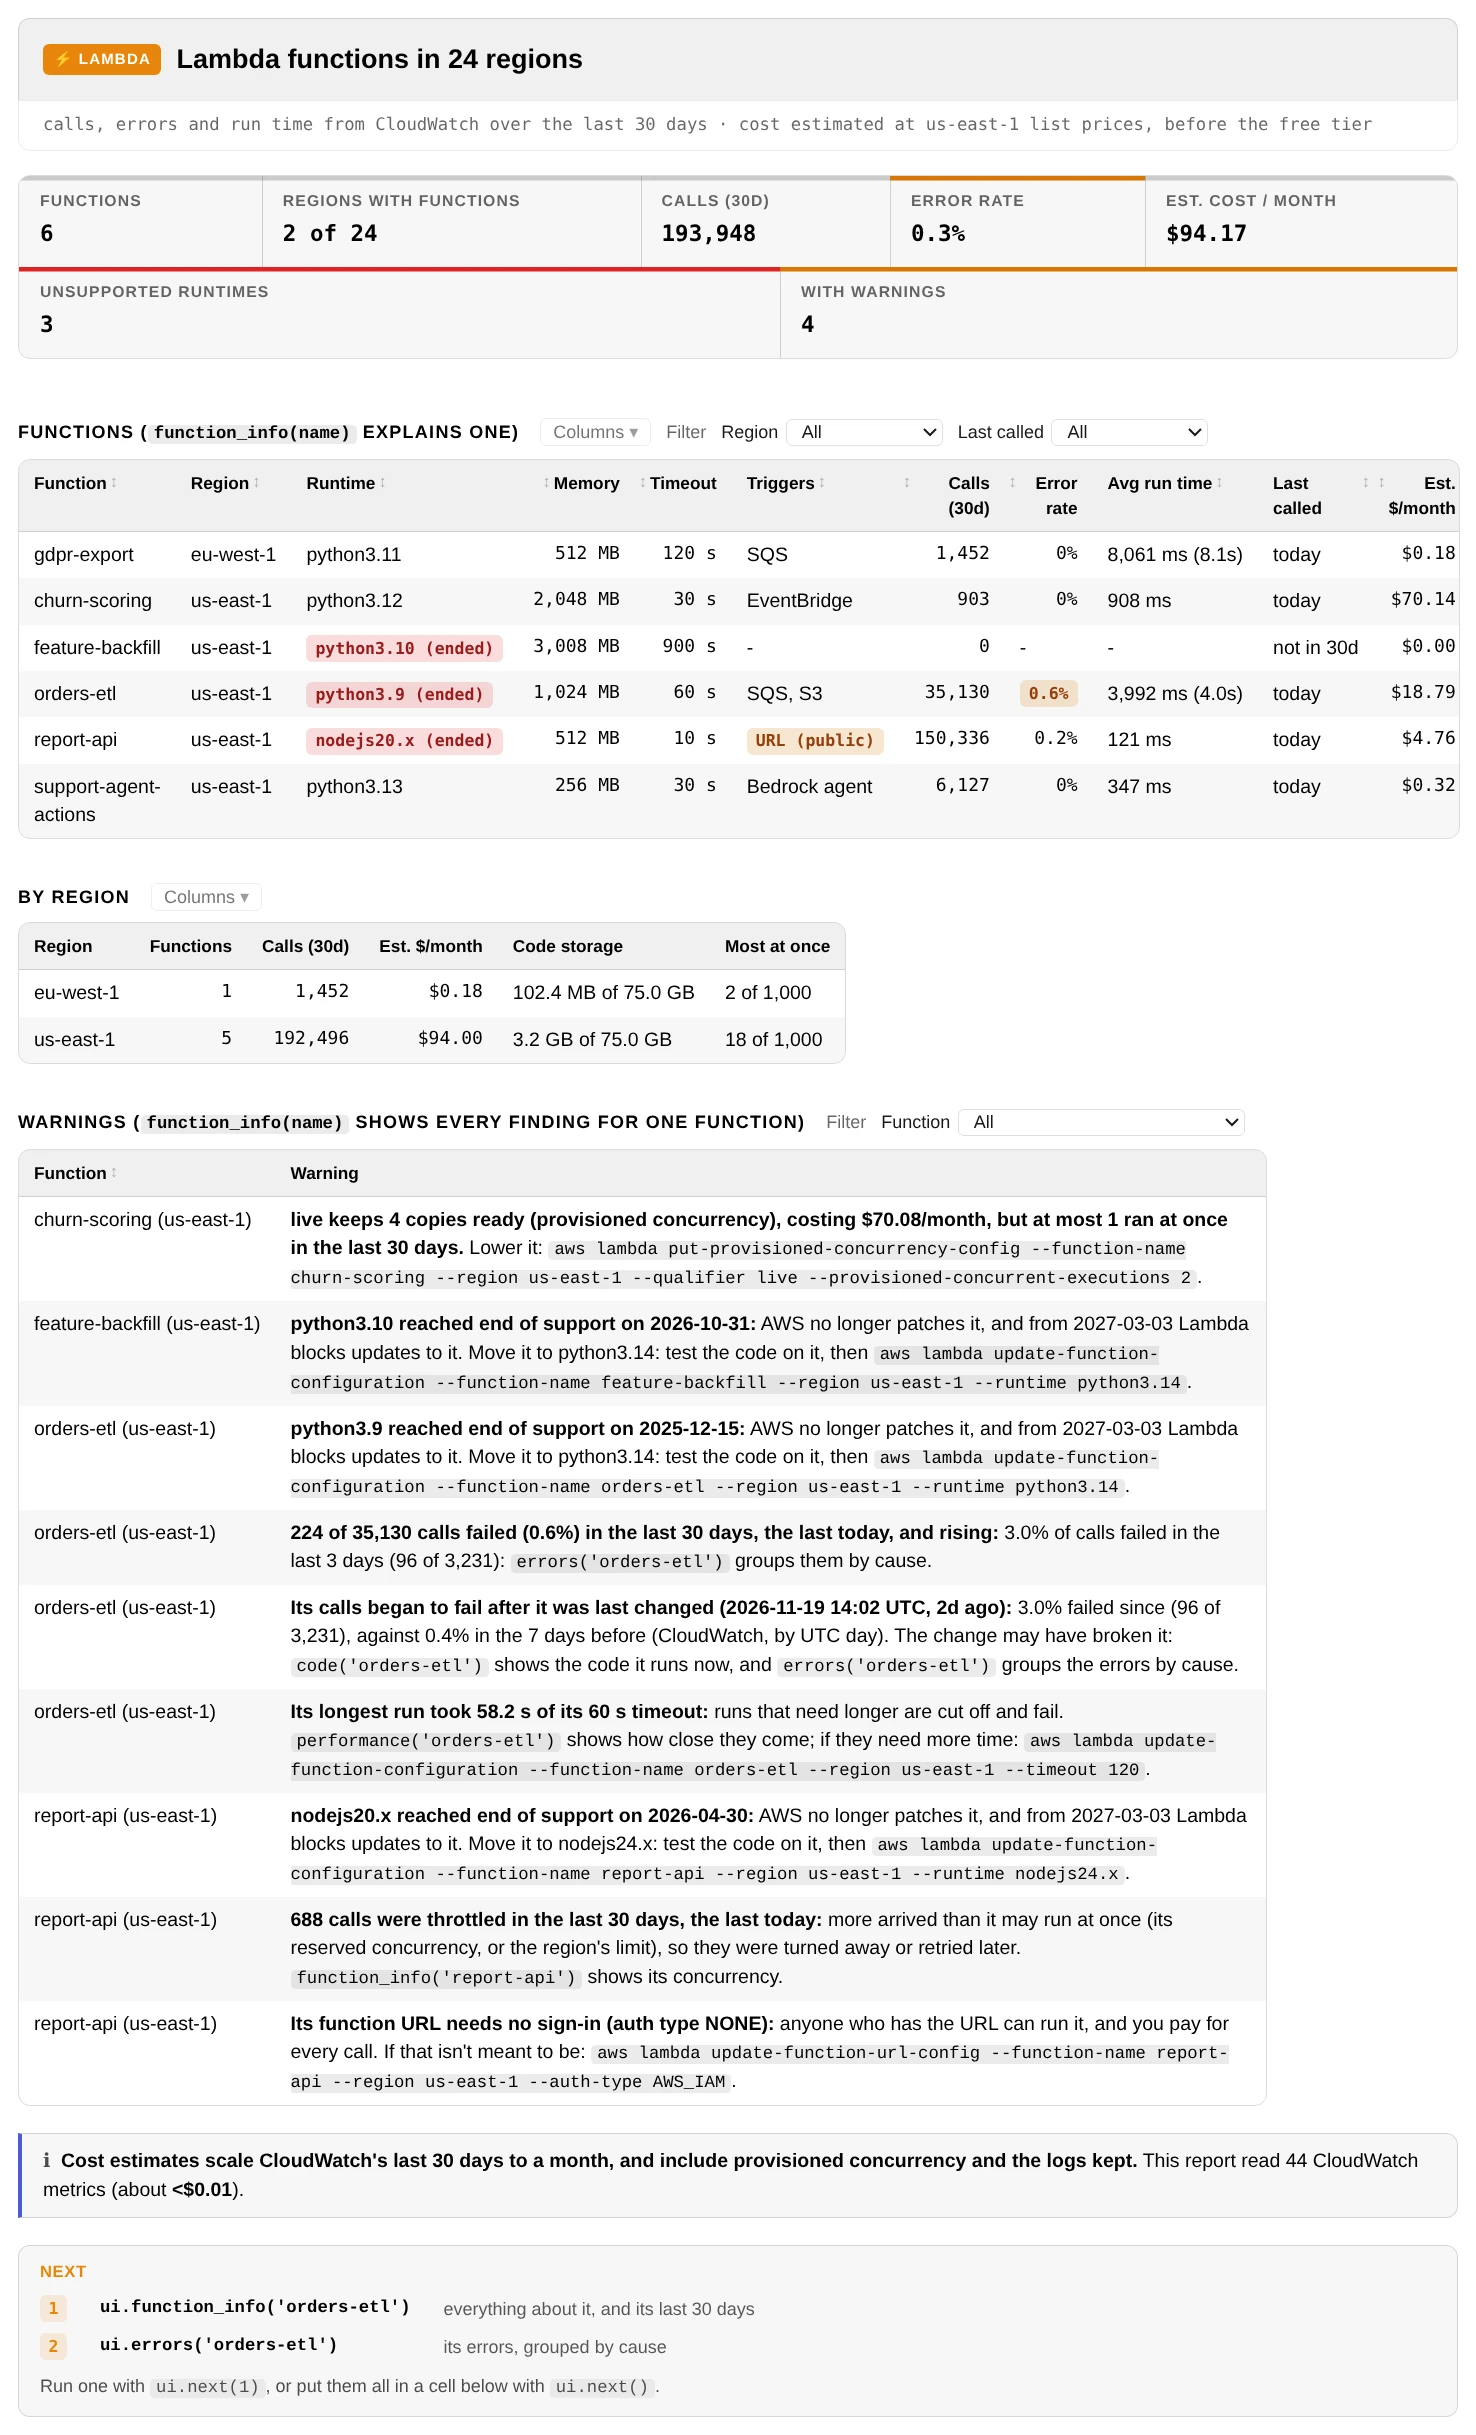 ⚡ LAMBDA Lambda functions in 24 regions
calls, errors and run time from CloudWatch over the last 30 days · cost estimated at us-east-1 list prices, before the free tier
FUNCTIONS REGIONS WITH FUNCTIONS CALLS (30D) ERROR RATE EST. COST / MONTH
6 2 of 24 193,948 0.3% $94.17
UNSUPPORTED RUNTIMES WITH WARNINGS
3 4
FUNCTIONS (function_info(name) EXPLAINS ONE) Columns ▾ Filter Region All Last called All
Function ↕ Region ↕ Runtime ↕ ↕ Memory ↕ Timeout Triggers ↕ ↕ Calls ↕ Error Avg run time ↕ Last ↕ ↕ Est.
(30d) rate called $/month
gdpr-export eu-west-1 python3.11 512 MB 120 s SQS 1,452 0% 8,061 ms (8.1s) today $0.18
churn-scoring us-east-1 python3.12 2,048 MB 30 s EventBridge 903 0% 908 ms today $70.14
feature-backfill us-east-1 python3.10 (ended) 3,008 MB 900 s - 0 - - not in 30d $0.00
orders-etl us-east-1 python3.9 (ended) 1,024 MB 60 s SQS, S3 35,130 0.6% 3,992 ms (4.0s) today $18.79
report-api us-east-1 nodejs20.x (ended) 512 MB 10 s URL (public) 150,336 0.2% 121 ms today $4.76
support-agent- us-east-1 python3.13 256 MB 30 s Bedrock agent 6,127 0% 347 ms today $0.32
actions
BY REGION Columns ▾
Region Functions Calls (30d) Est. $/month Code storage Most at once
eu-west-1 1 1,452 $0.18 102.4 MB of 75.0 GB 2 of 1,000
us-east-1 5 192,496 $94.00 3.2 GB of 75.0 GB 18 of 1,000
WARNINGS (function_info(name) SHOWS EVERY FINDING FOR ONE FUNCTION) Filter Function All
Function ↕ Warning
churn-scoring (us-east-1) live keeps 4 copies ready (provisioned concurrency), costing $70.08/month, but at most 1 ran at once
in the last 30 days. Lower it: aws lambda put-provisioned-concurrency-config --function-name
churn-scoring --region us-east-1 --qualifier live --provisioned-concurrent-executions 2.
feature-backfill (us-east-1) python3.10 reached end of support on 2026-10-31: AWS no longer patches it, and from 2027-03-03 Lambda
blocks updates to it. Move it to python3.14: test the code on it, then aws lambda update-function-
configuration --function-name feature-backfill --region us-east-1 --runtime python3.14.
orders-etl (us-east-1) python3.9 reached end of support on 2025-12-15: AWS no longer patches it, and from 2027-03-03 Lambda
blocks updates to it. Move it to python3.14: test the code on it, then aws lambda update-function-
configuration --function-name orders-etl --region us-east-1 --runtime python3.14.
orders-etl (us-east-1) 224 of 35,130 calls failed (0.6%) in the last 30 days, the last today, and rising: 3.0% of calls failed in the
last 3 days (96 of 3,231): errors('orders-etl') groups them by cause.
orders-etl (us-east-1) Its calls began to fail after it was last changed (2026-11-19 14:02 UTC, 2d ago): 3.0% failed since (96 of
3,231), against 0.4% in the 7 days before (CloudWatch, by UTC day). The change may have broken it:
code('orders-etl') shows the code it runs now, and errors('orders-etl') groups the errors by cause.
orders-etl (us-east-1) Its longest run took 58.2 s of its 60 s timeout: runs that need longer are cut off and fail.
performance('orders-etl') shows how close they come; if they need more time: aws lambda update-
function-configuration --function-name orders-etl --region us-east-1 --timeout 120.
report-api (us-east-1) nodejs20.x reached end of support on 2026-04-30: AWS no longer patches it, and from 2027-03-03 Lambda
blocks updates to it. Move it to nodejs24.x: test the code on it, then aws lambda update-function-
configuration --function-name report-api --region us-east-1 --runtime nodejs24.x.
report-api (us-east-1) 688 calls were throttled in the last 30 days, the last today: more arrived than it may run at once (its
reserved concurrency, or the region's limit), so they were turned away or retried later.
function_info('report-api') shows its concurrency.
report-api (us-east-1) Its function URL needs no sign-in (auth type NONE): anyone who has the URL can run it, and you pay for
every call. If that isn't meant to be: aws lambda update-function-url-config --function-name report-
api --region us-east-1 --auth-type AWS_IAM.
ℹ Cost estimates scale CloudWatch's last 30 days to a month, and include provisioned concurrency and the logs kept. This report read 44 CloudWatch
metrics (about <$0.01).
NEXT
1 ui.function_info('orders-etl') everything about it, and its last 30 days
2 ui.errors('orders-etl') its errors, grouped by cause
Run one with ui.next(1), or put them all in a cell below with ui.next().